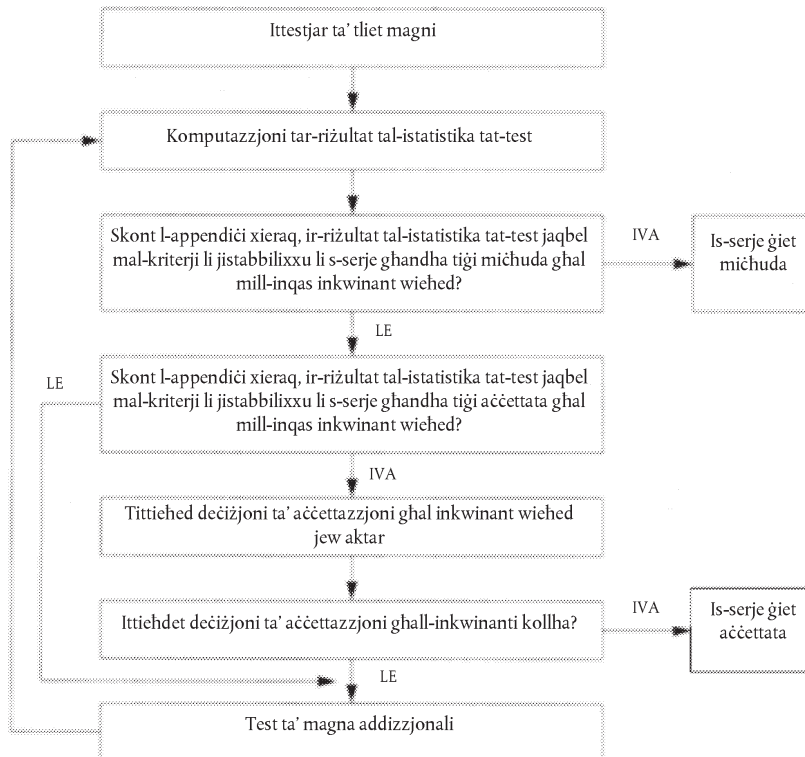 Ittestjar ta’ tliet magni
Komputazzjoni tar-riżultat tal-istatistika tat-test
Skont l-appendiċi xieraq, ir-riżultat tal-istatistika tat-test jaqbel
mal-kriterji li jistabbilixxu li s-serje għandha tiġi miċħuda għal
mill-inqas inkwinant wieħed?
IVA
Is-serje ġiet
miċħuda
LE
LE
Skont l-appendiċi xieraq, ir-riżultat tal-istatistika tat-test jaqbel
mal-kriterji li jistabbilixxu li s-serje għandha tiġi aċċettata għal
mill-inqas inkwinant wieħed?
IVA
Tittieħed deċiżjoni ta’ aċċettazzjoni għal inkwinant wieħed
jew aktar
Ittieħdet deċiżjoni ta’ aċċettazzjoni għall-inkwinanti kollha?
IVA
Is-serje ġiet
aċċettata
LE
Test ta’ magna addizzjonali